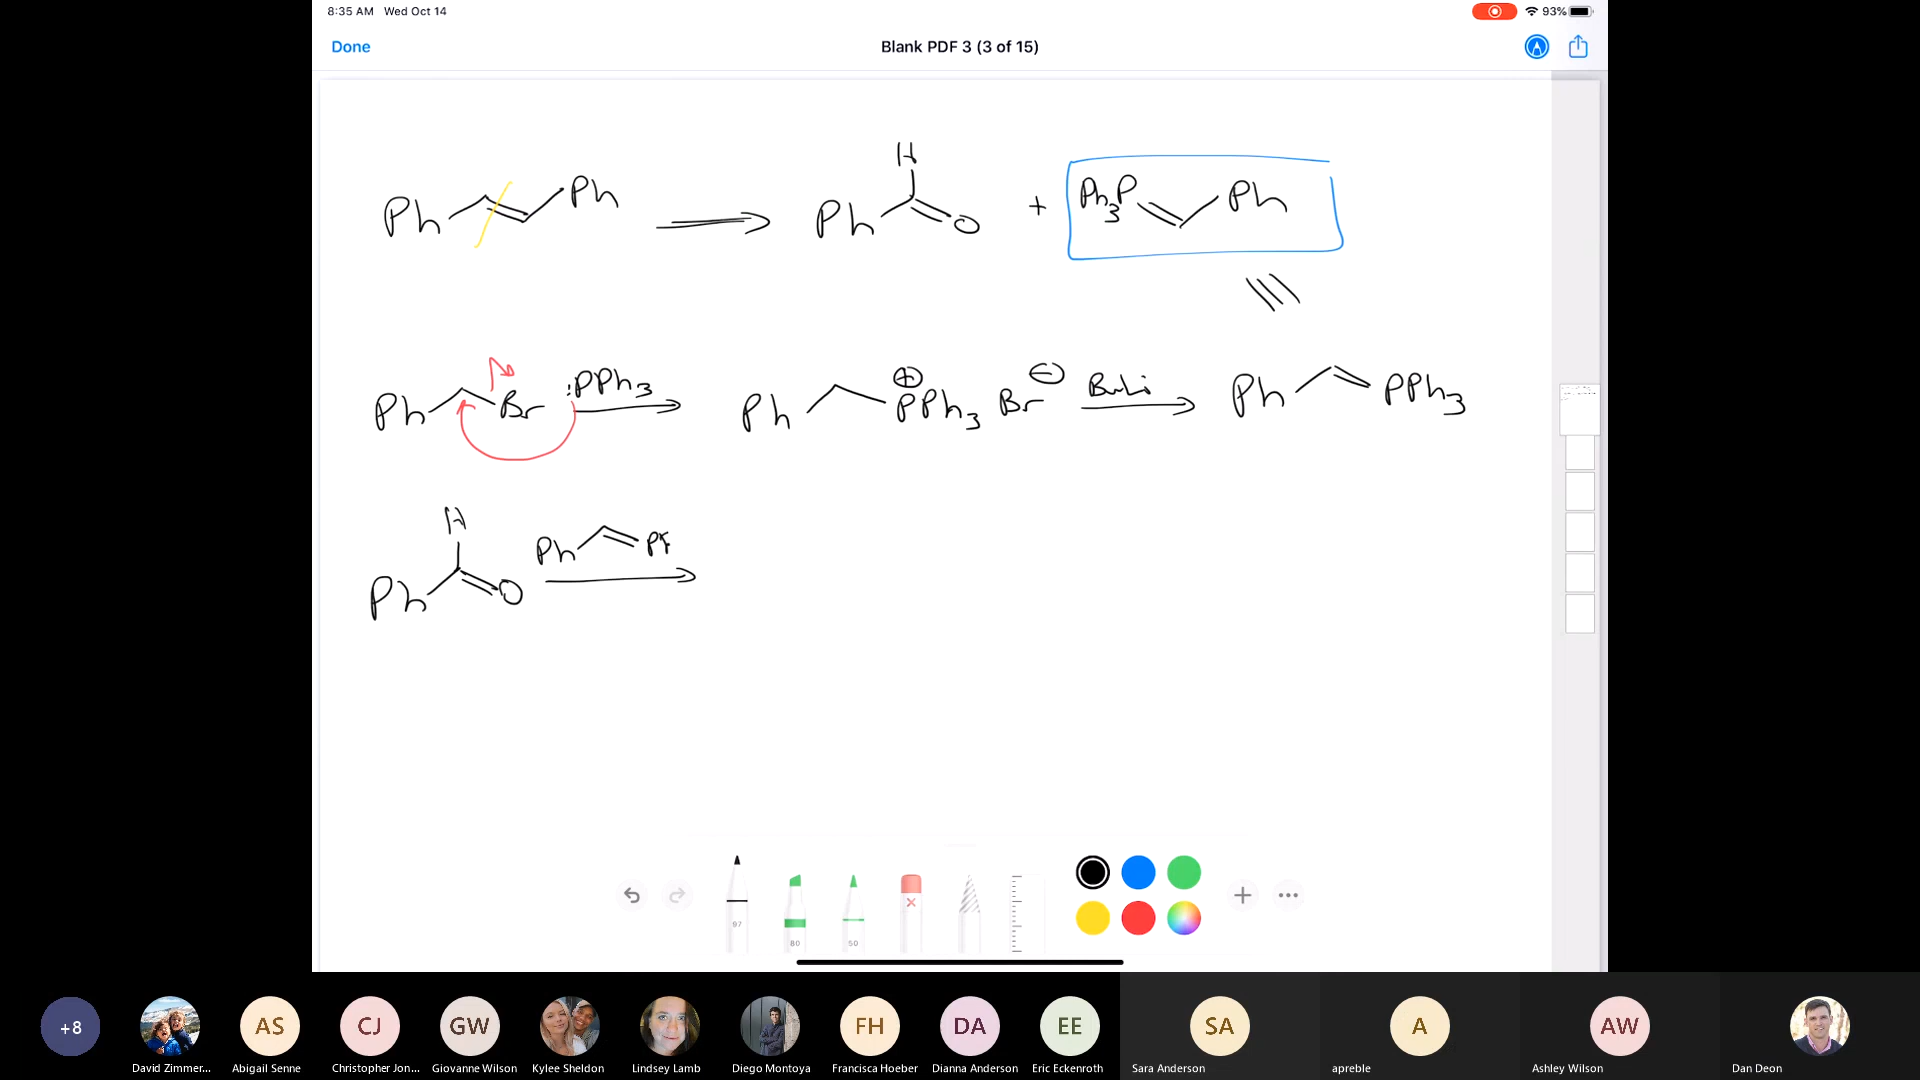 8:35 AM Wed Oct 14
93%
Done
Blank PDF 3 (3 of 15)
H
Ph Ph Ph O + Ph3P Ph
Ph Br :PPh3 Ph ⊕ PPh3 Br ⊖ BuLi Ph PPh3
H
Ph O Ph
97 80 50
+8
AS CJ GW FH DA EE SA A AW
David Zimmer... Abigail Senne Christopher Jon... Giovanne Wilson Kylee Sheldon Lindsey Lamb Diego Montoya Francisca Hoeber Dianna Anderson Eric Eckenroth Sara Anderson apreble Ashley Wilson Dan Deon